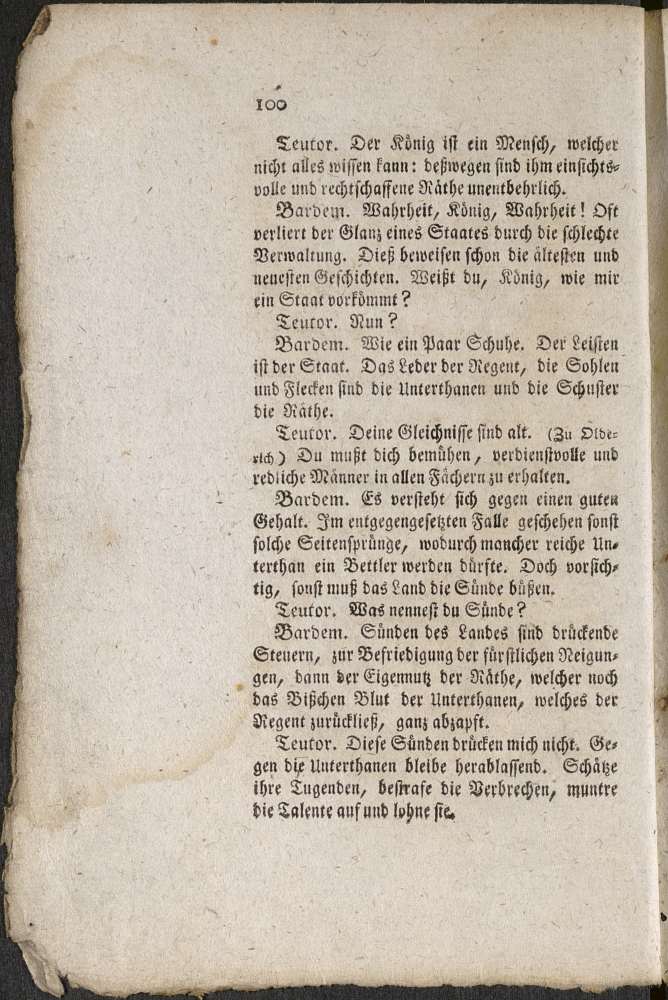 100
Teutor. Der König ist ein Mensch, welcher
nicht alles wissen kann: deßwegen sind ihm einsichts-
volle und rechtschaffene Räthe unentbehrlich.
Bardem. Wahrheit, König, Wahrheit! Oft
verliert der Glanz eines Staates durch die schlechte
Verwaltung. Dieß beweisen schon die ältesten und
neuesten Geschichten. Weißt du, König, wie mir
ein Staat vorkömmt?
Teutor. Nun?
Bardem. Wie ein Paar Schuhe. Der Leisten
ist der Staat. Das Leder der Regent, die Sohlen
und Flecken sind die Unterthanen und die Schuster
die Räthe.
Teutor. Deine Gleichnisse sind alt. (Zu Olde-
rich) Du mußt dich bemühen, verdienstvolle und
redliche Männer in allen Fächern zu erhalten.
Bardem. Es versteht sich gegen einen guten
Gehalt. Im entgegengesetzten Falle geschehen sonst
solche Seitensprünge, wodurch mancher reiche Un-
terthan ein Bettler werden dürfte. Doch vorsich-
tig, sonst muß das Land die Sünde büßen.
Teutor. Was nennest du Sünde?
Bardem. Sünden des Landes sind drückende
Steuern, zur Befriedigung der fürstlichen Neigun-
gen, dann der Eigennutz der Räthe, welcher noch
das Bißchen Blut der Unterthanen, welches der
Regent zurückließ, ganz abzapft.
Teutor. Diese Sünden drücken mich nicht. Ge-
gen die Unterthanen bleibe herablassend. Schätze
ihre Tugenden, bestrafe die Verbrechen, muntre
die Talente auf und lohne sie.